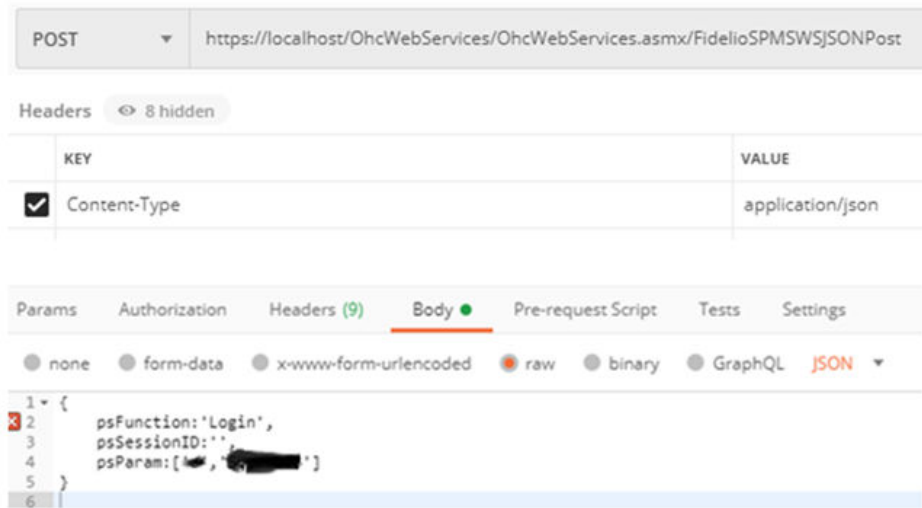 POST https://localhost/OhcWebServices/OhcWebServices.asmx/FidelioSPMSWSJSONPost
Headers 8 hidden
KEY VALUE
Content-Type application/json
Params Authorization Headers (9) Body Pre-request Script Tests Settings
none form-data x-www-form-urlencoded raw binary GraphQL JSON
1 {
2 psFunction:'Login',
3 psSessionID:'',
4 psParam:[ ,' ']
5 }
6